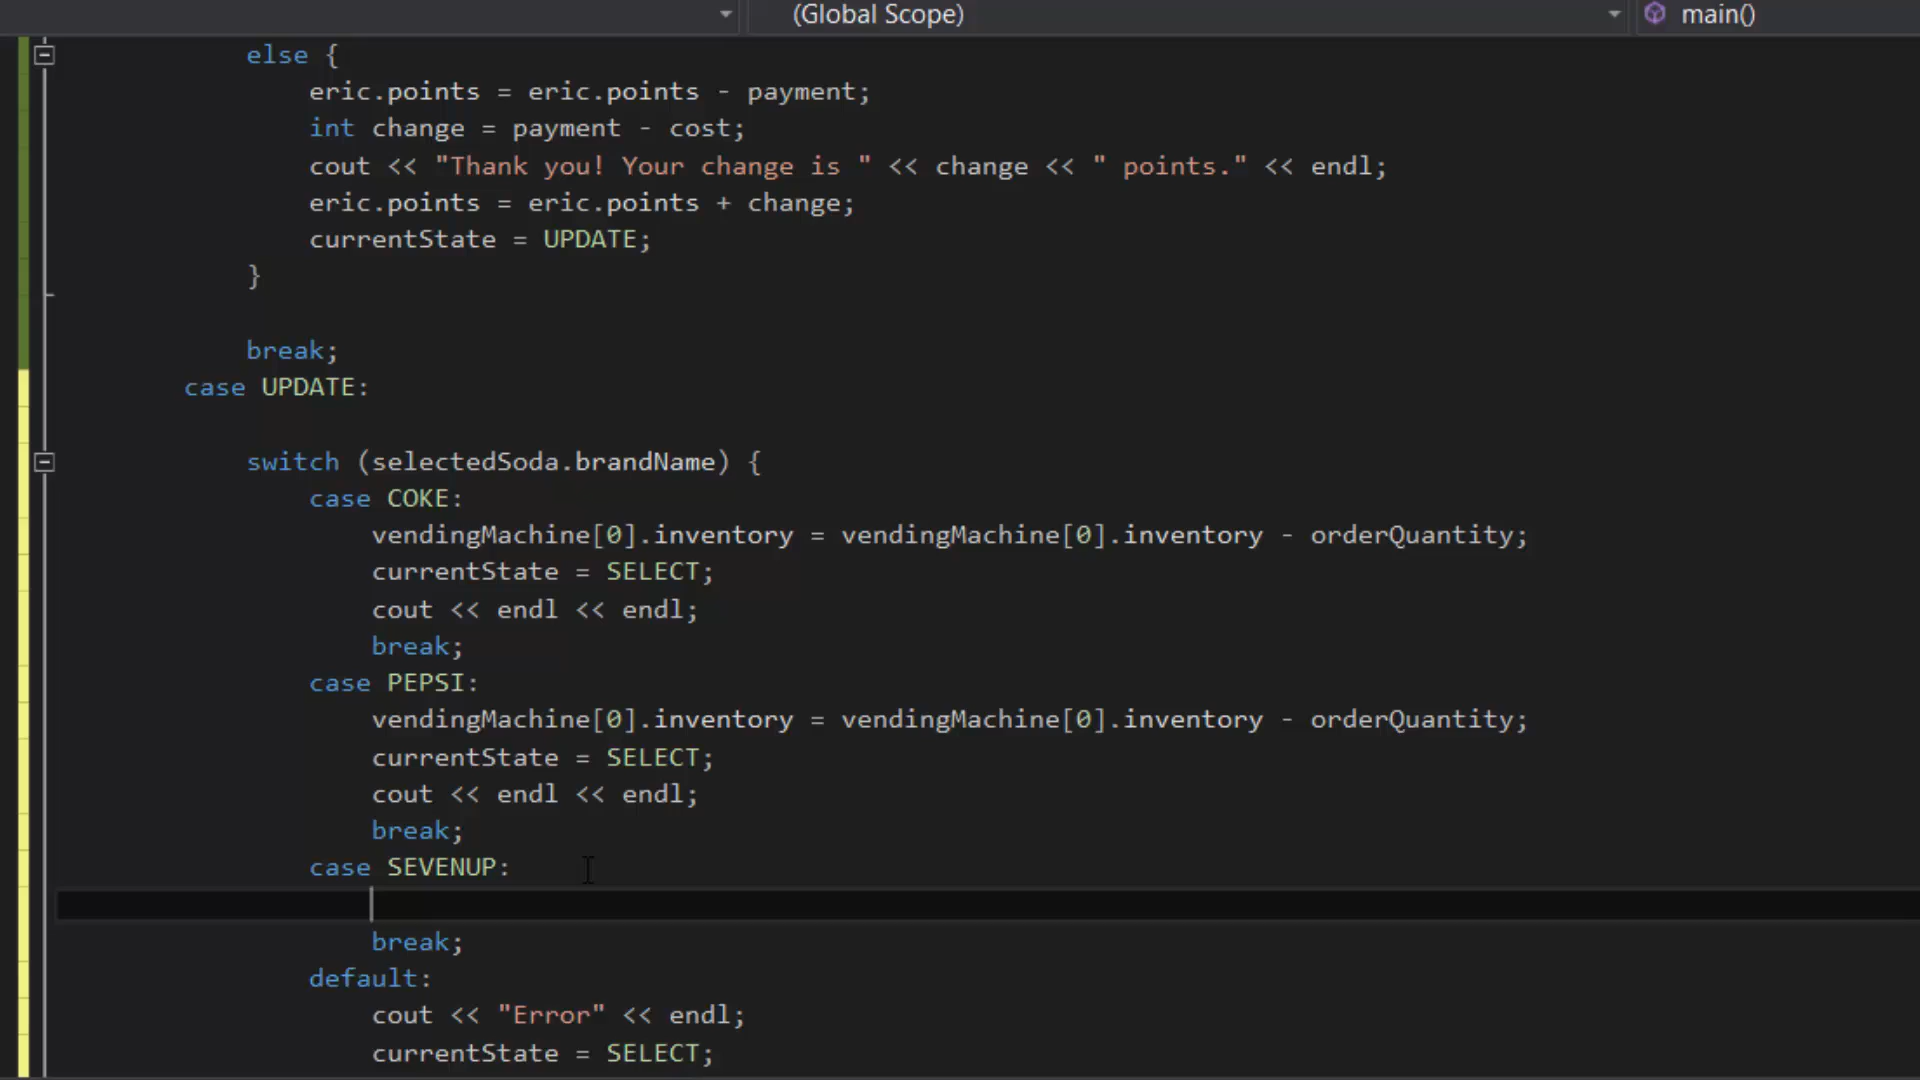 (Global Scope) main()
else {
eric.points = eric.points - payment;
int change = payment - cost;
cout << "Thank you! Your change is " << change << " points." << endl;
eric.points = eric.points + change;
currentState = UPDATE;
}
break;
case UPDATE:
switch (selectedSoda.brandName) {
case COKE:
vendingMachine[0].inventory = vendingMachine[0].inventory - orderQuantity;
currentState = SELECT;
cout << endl << endl;
break;
case PEPSI:
vendingMachine[0].inventory = vendingMachine[0].inventory - orderQuantity;
currentState = SELECT;
cout << endl << endl;
break;
case SEVENUP:
break;
default:
cout << "Error" << endl;
currentState = SELECT;